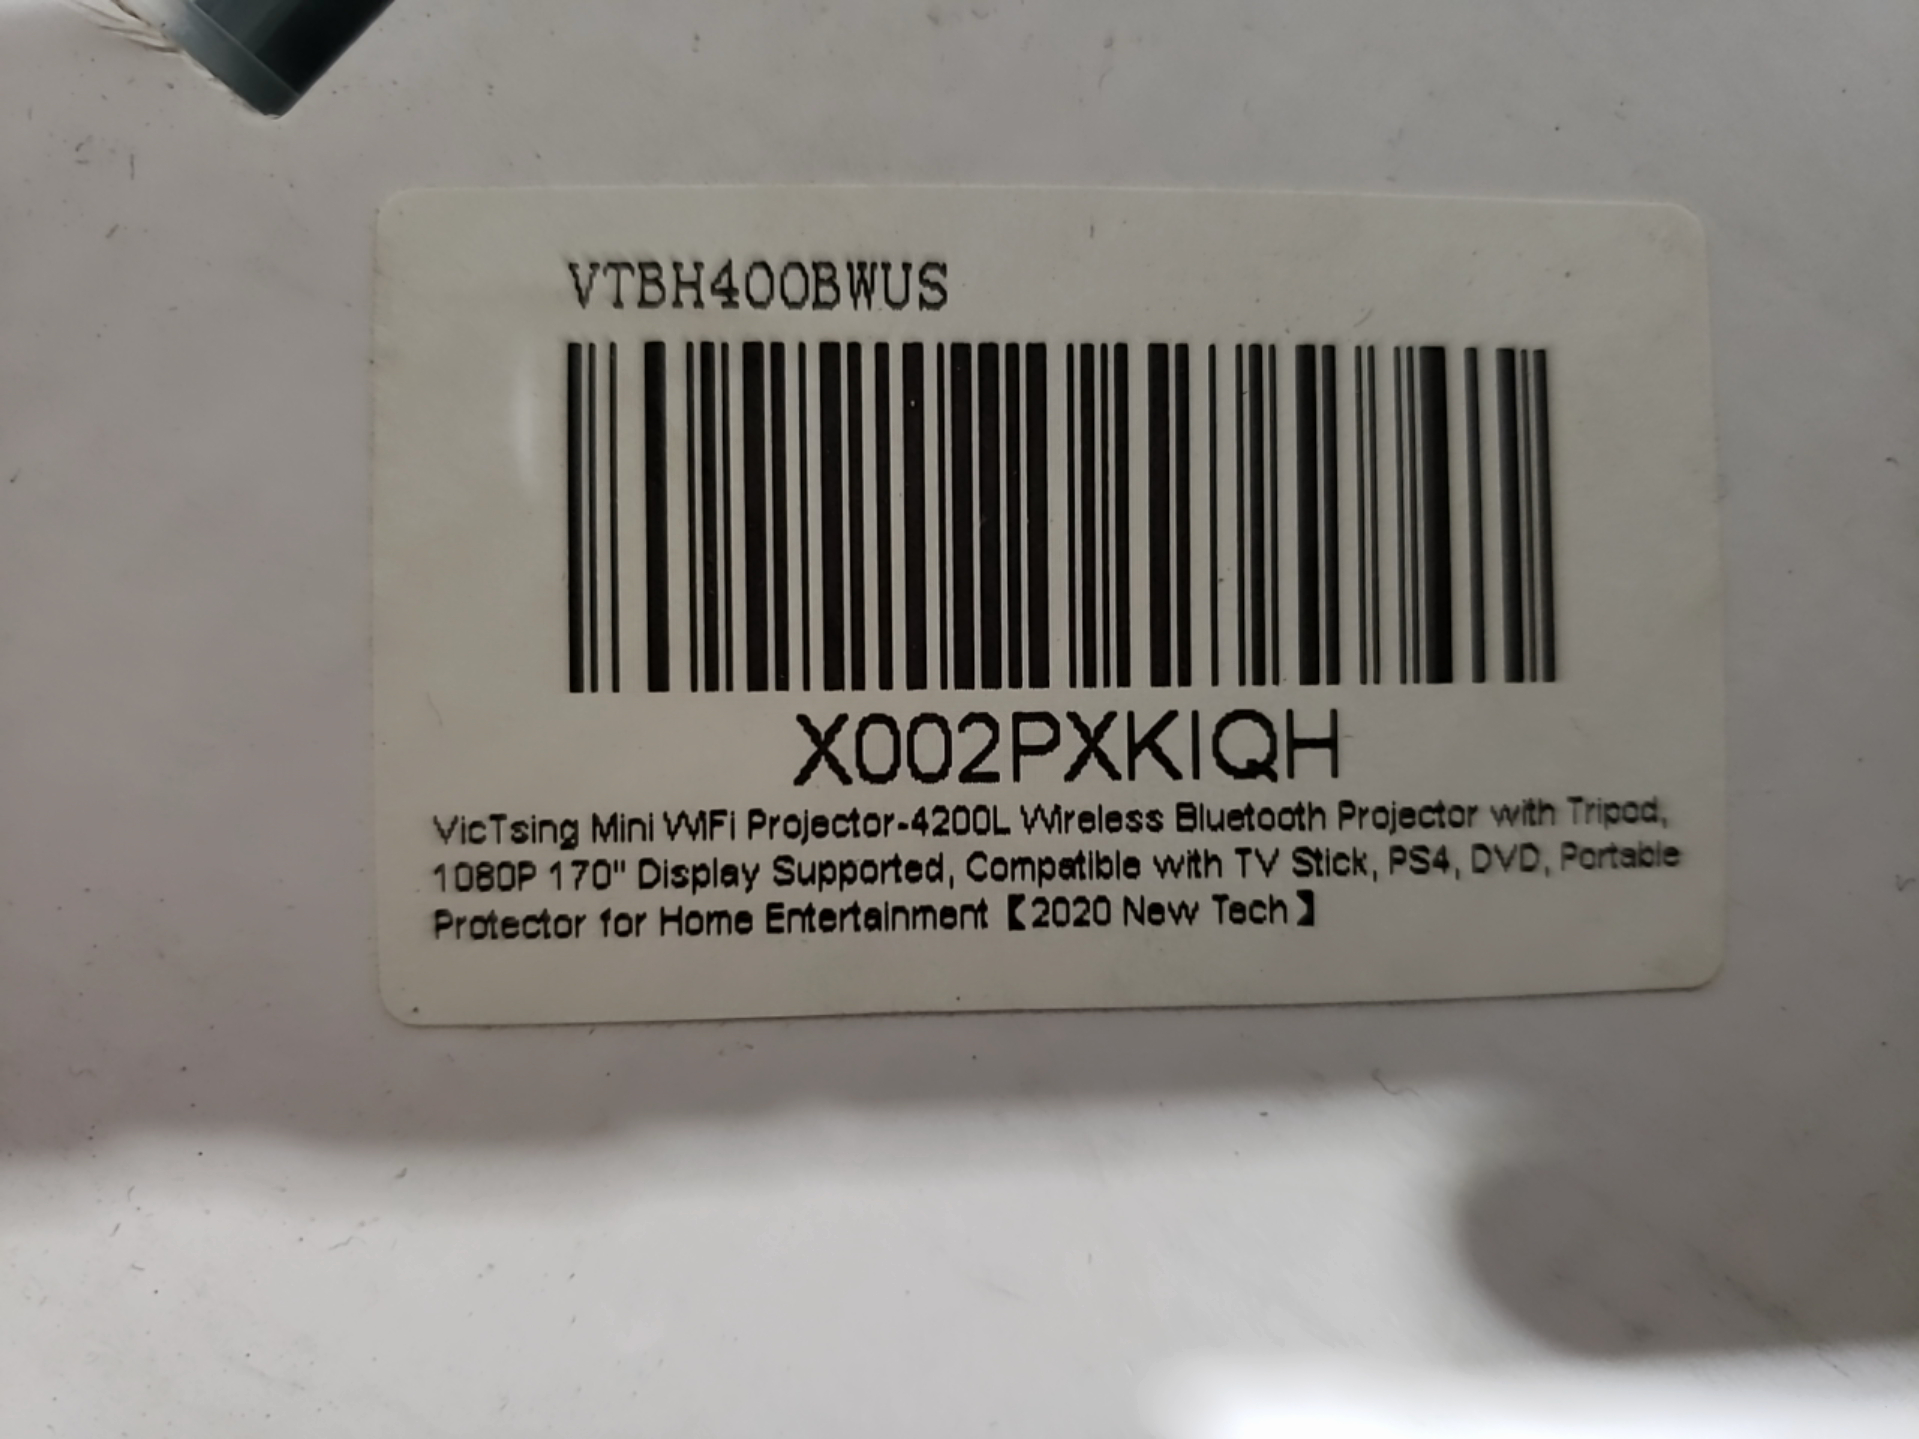 VTBH400BWUS
X002PXKIQH
VicTsing Mini WiFi Projector-4200L Wireless Bluetooth Projector with Tripod,
1080P 170" Display Supported, Compatible with TV Stick, PS4, DVD, Portable
Protector for Home Entertainment【2020 New Tech】